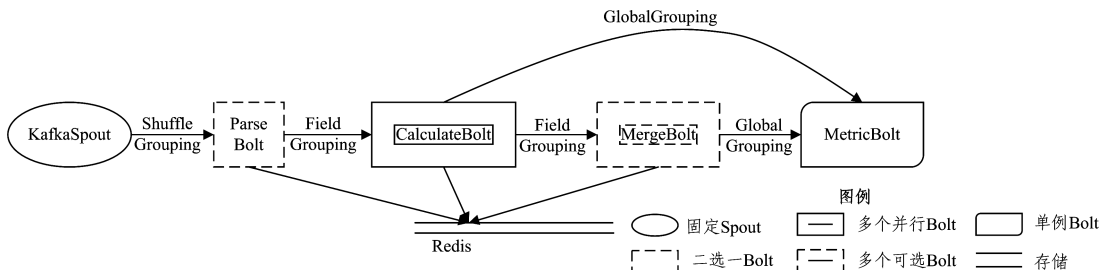 GlobalGrouping
KafkaSpout
Shuffle
Grouping
Parse
Bolt
Field
Grouping
CalculateBolt
Field
Grouping
MergeBolt
Global
Grouping
MetricBolt
Redis
图例
固定Spout
多个并行Bolt
单例Bolt
二选一Bolt
多个可选Bolt
存储